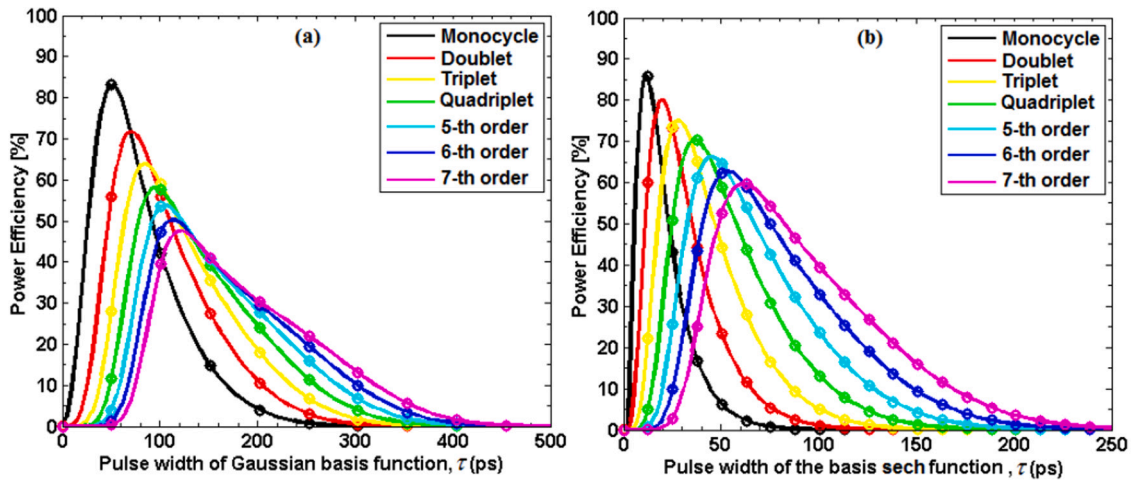 (a)
Monocycle
Doublet
Triplet
Quadriplet
5-th order
6-th order
7-th order
Power Efficiency [%]
100
90
80
70
60
50
40
30
20
10
0
0 100 200 300 400 500
Pulse width of Gaussian basis function, τ (ps)
(b)
Monocycle
Doublet
Triplet
Quadriplet
5-th order
6-th order
7-th order
Power Efficiency [%]
100
90
80
70
60
50
40
30
20
10
0
0 50 100 150 200 250
Pulse width of the basis sech function , τ (ps)